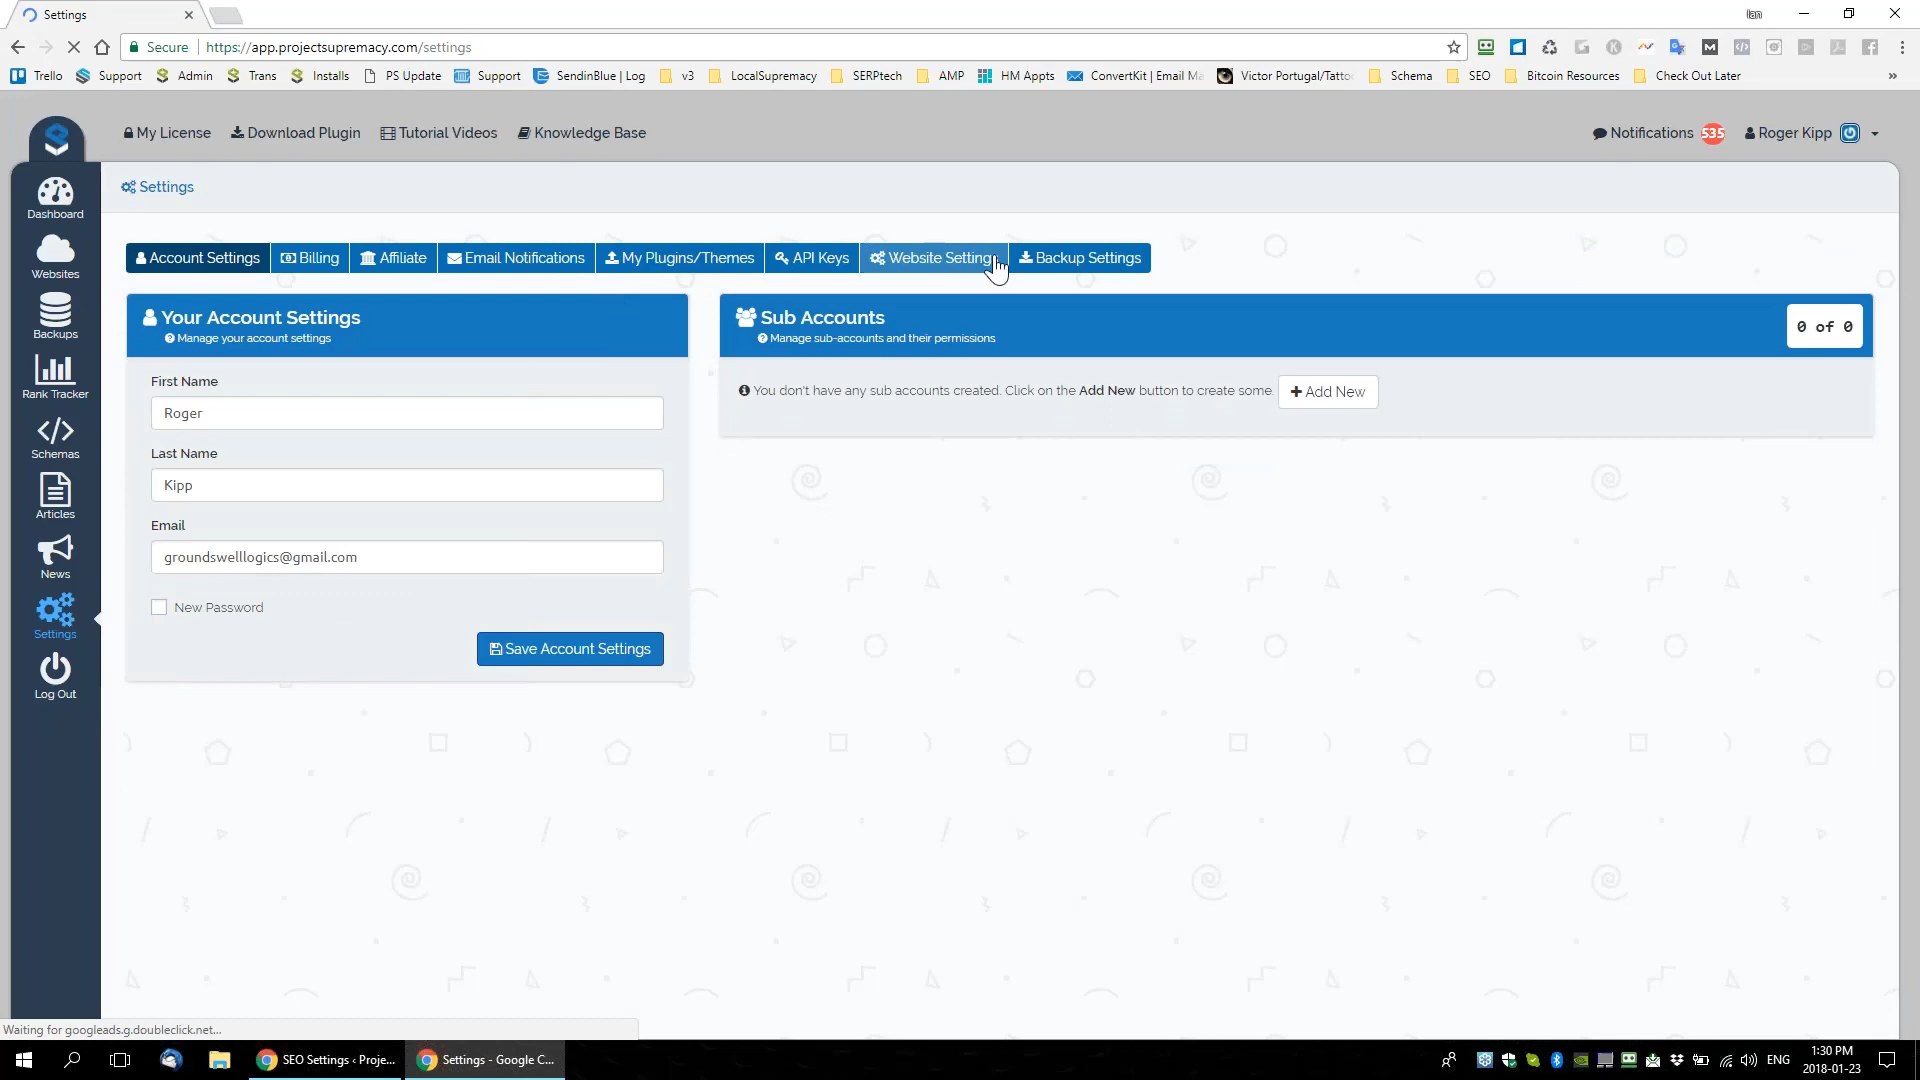 Settings
Ian
Secure
https://app.projectsupremacy.com/settings
Trello
Support
Admin
Trans
Installs
PS Update
Support
SendinBlue | Log
v3
LocalSupremacy
SERPtech
AMP
HM Appts
ConvertKit | Email Ma
Victor Portugal/Tatto
Schema
SEO
Bitcoin Resources
Check Out Later
»
My License
Download Plugin
Tutorial Videos
Knowledge Base
Notifications 535
Roger Kipp
Dashboard
Websites
Backups
Rank Tracker
Schemas
Articles
News
Settings
Log Out
Settings
Account Settings
Billing
Affiliate
Email Notifications
My Plugins/Themes
API Keys
Website Setting
Backup Settings
Your Account Settings
Manage your account settings
First Name
Roger
Last Name
Kipp
Email
groundswelllogics@gmail.com
New Password
Save Account Settings
Sub Accounts
Manage sub-accounts and their permissions
0 of 0
You don't have any sub accounts created. Click on the Add New button to create some.
Add New
Waiting for googleads.g.doubleclick.net...
SEO Settings ‹ Proje...
Settings - Google C...
ENG
1:30 PM
2018-01-23